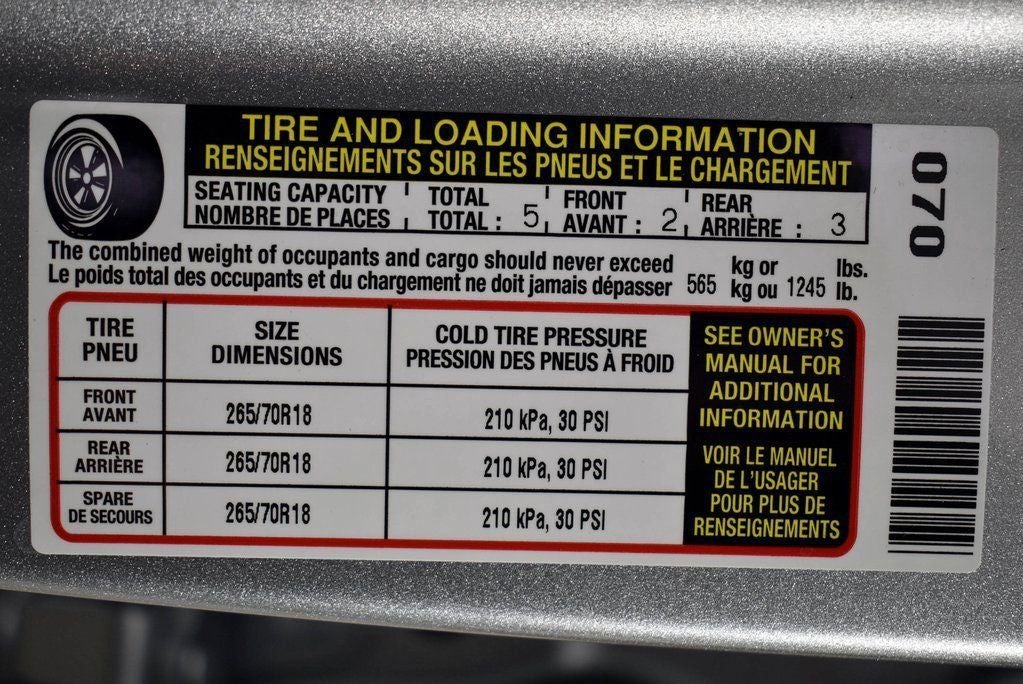 TIRE AND LOADING INFORMATION
RENSEIGNEMENTS SUR LES PNEUS ET LE CHARGEMENT
SEATING CAPACITY TOTAL FRONT REAR
NOMBRE DE PLACES TOTAL : 5 AVANT : 2 ARRIÈRE : 3
070
The combined weight of occupants and cargo should never exceed kg or lbs.
Le poids total des occupants et du chargement ne doit jamais dépasser 565 kg ou 1245 lb.
TIRE SIZE COLD TIRE PRESSURE
PNEU DIMENSIONS PRESSION DES PNEUS À FROID
FRONT
AVANT 265/70R18 210 kPa, 30 PSI
REAR
ARRIÈRE 265/70R18 210 kPa, 30 PSI
SPARE
DE SECOURS 265/70R18 210 kPa, 30 PSI
SEE OWNER'S
MANUAL FOR
ADDITIONAL
INFORMATION
VOIR LE MANUEL
DE L'USAGER
POUR PLUS DE
RENSEIGNEMENTS